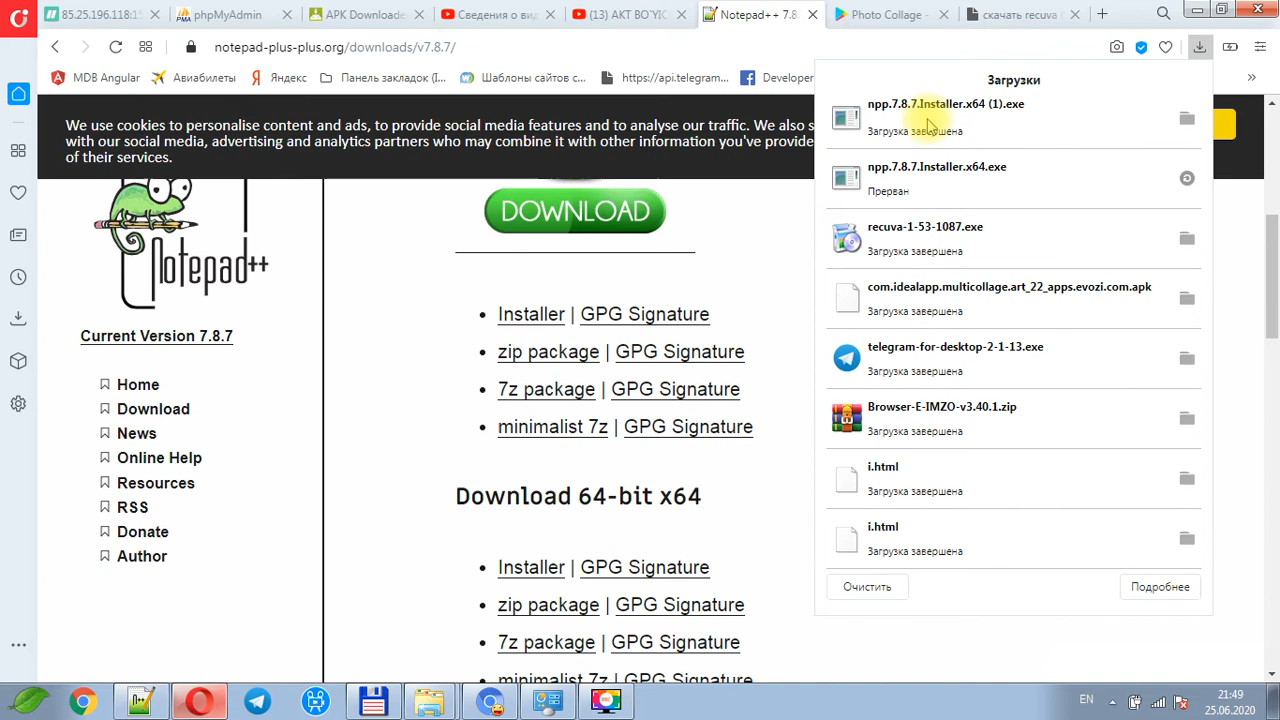 85.25.196.118:15
phpMyAdmin
APK Downloade
Сведения о ви
(13) AKT BO'YIC
Notepad++ 7.8.
Photo Collage -
скачать recuva
notepad-plus-plus.org/downloads/v7.8.7/
MDB Angular
Авиабилеты
Яндекс
Панель закладок (I...
Шаблоны сайтов с...
https://api.telegram...
Developer
»
We use cookies to personalise content and ads, to provide social media features and to analyse our traffic. We also s
with our social media, advertising and analytics partners who may combine it with other information you've provide
of their services.
Notepad++
Current Version 7.8.7
Home
Download
News
Online Help
Resources
RSS
Donate
Author
DOWNLOAD
• Installer | GPG Signature
• zip package | GPG Signature
• 7z package | GPG Signature
• minimalist 7z | GPG Signature
Download 64-bit x64
• Installer | GPG Signature
• zip package | GPG Signature
• 7z package | GPG Signature
minimalist 7z | GPG Signature
Загрузки
npp.7.8.7.Installer.x64 (1).exe
Загрузка завершена
npp.7.8.7.Installer.x64.exe
Прерван
recuva-1-53-1087.exe
Загрузка завершена
com.idealapp.multicollage.art_22_apps.evozi.com.apk
Загрузка завершена
telegram-for-desktop-2-1-13.exe
Загрузка завершена
Browser-E-IMZO-v3.40.1.zip
Загрузка завершена
i.html
Загрузка завершена
i.html
Загрузка завершена
Очистить
Подробнее
EN
21:49
25.06.2020